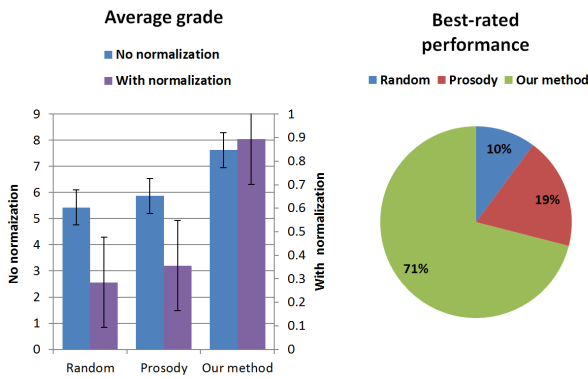 Average grade
No normalization
With normalization
9
8
7
6
5
4
3
2
1
0
No normaization
1
0.9
0.8
0.7
0.6
0.5
0.4
0.3
0.2
0.1
0
With normalization
Random Prosody Our method
Best-rated
performance
Random Prosody Our method
10%
19%
71%